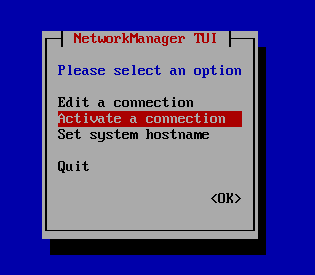 NetworkManager TUI
Please select an option
Edit a connection
Activate a connection
Set system hostname
Quit
<OK>